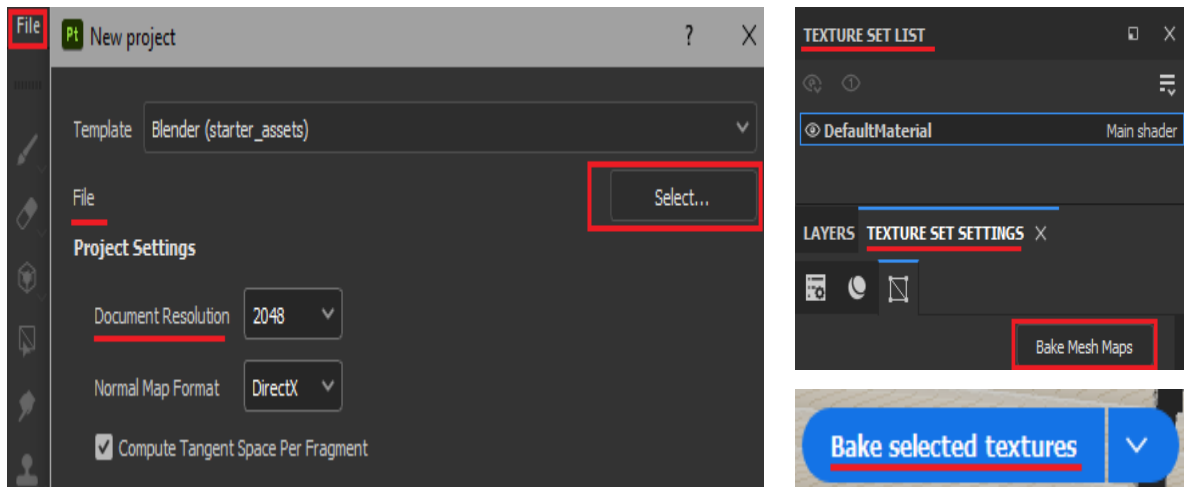 File
Pt New project ? X
Template Blender (starter_assets)
File Select...
Project Settings
Document Resolution 2048
Normal Map Format DirectX
Compute Tangent Space Per Fragment
TEXTURE SET LIST
DefaultMaterial Main shader
LAYERS TEXTURE SET SETTINGS
Bake Mesh Maps
Bake selected textures